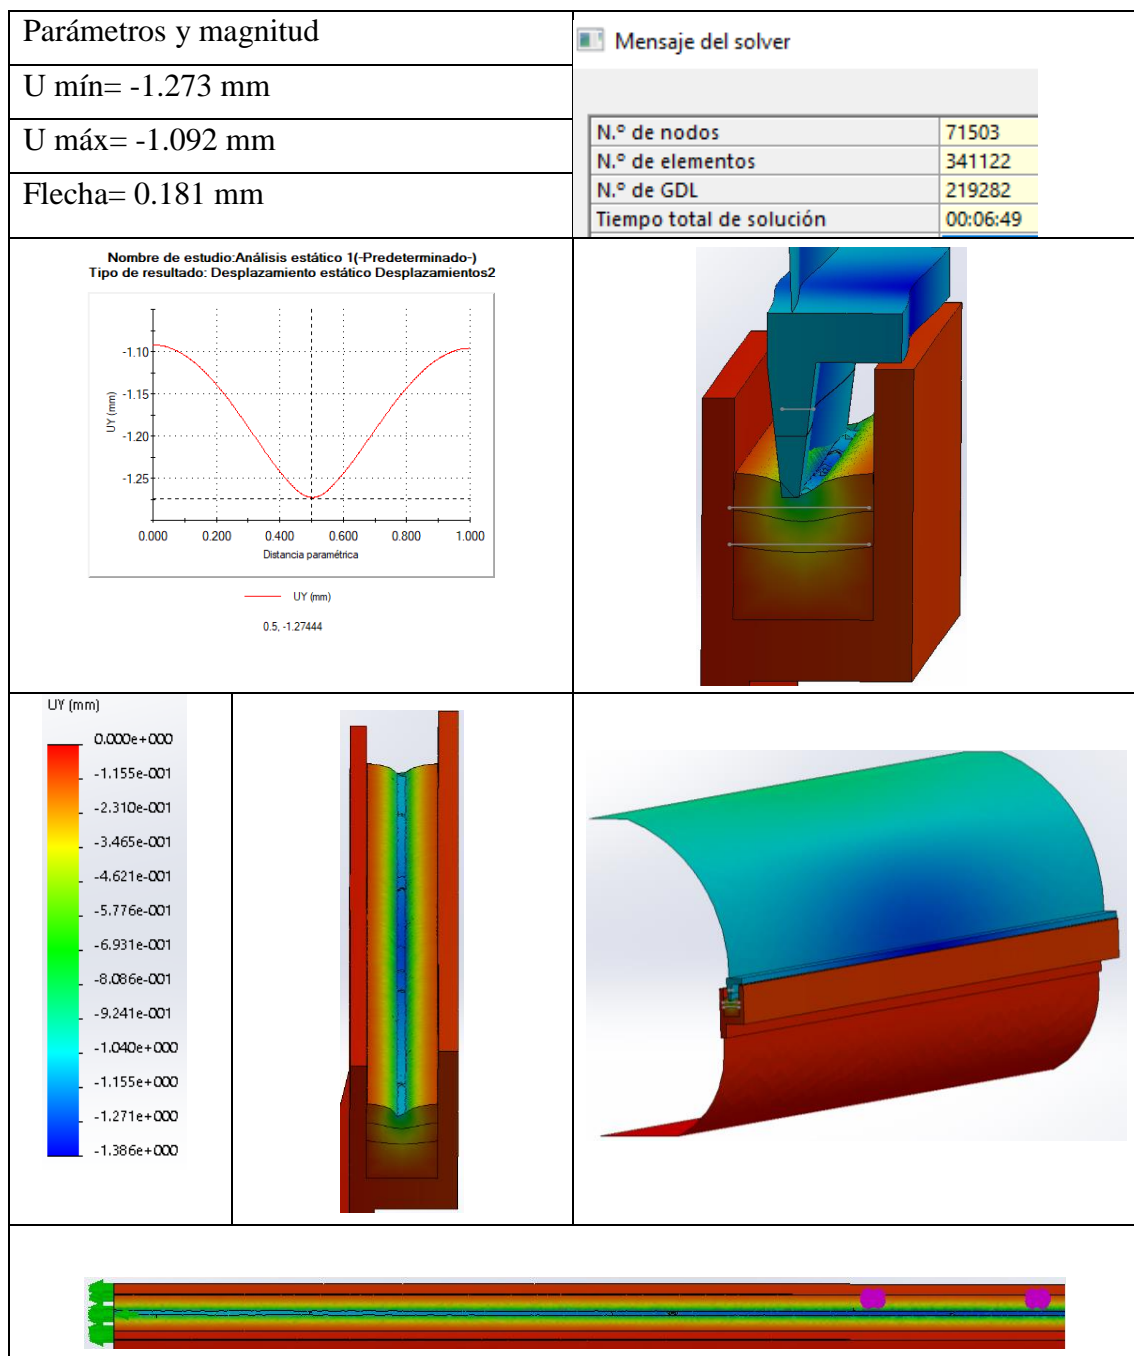 Parámetros y magnitud
U mín= -1.273 mm
U máx= -1.092 mm
Flecha= 0.181 mm
Mensaje del solver
N.º de nodos 71503
N.º de elementos 341122
N.º de GDL 219282
Tiempo total de solución 00:06:49
Nombre de estudio:Análisis estático 1(-Predeterminado-)
Tipo de resultado: Desplazamiento estático Desplazamientos2
UY (mm)
-1.10
-1.15
-1.20
-1.25
0.000 0.200 0.400 0.600 0.800 1.000
Distancia paramétrica
UY (mm)
0.5, -1.27444
UY (mm)
0.000e+000
-1.155e-001
-2.310e-001
-3.465e-001
-4.621e-001
-5.776e-001
-6.931e-001
-8.086e-001
-9.241e-001
-1.040e+000
-1.155e+000
-1.271e+000
-1.386e+000